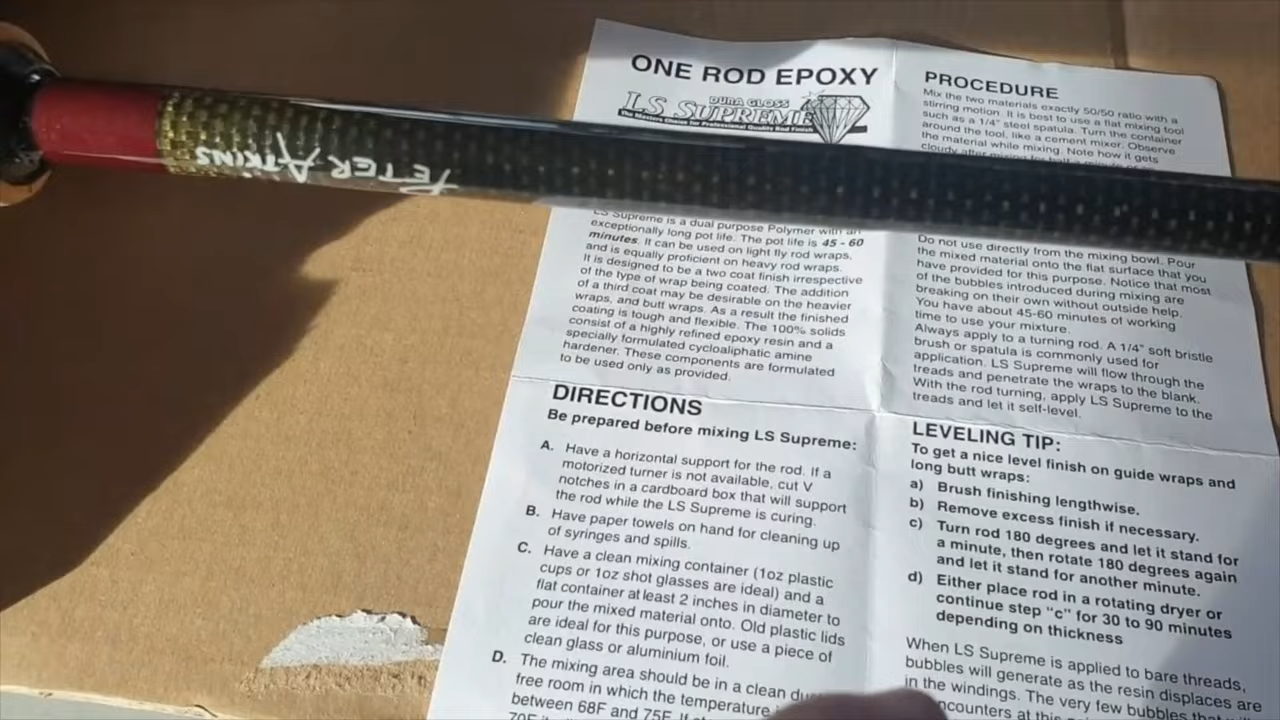 PETER ATKINS
ONE ROD EPOXY
DURA GLOSS
LS SUPREME
The Masters Choice for Professional Quality Rod Finish
LS Supreme is a dual purpose Polymer with an
exceptionally long pot life. The pot life is 45 - 60
minutes. It can be used on light fly rod wraps,
and is equally proficient on heavy rod wraps.
It is designed to be a two coat finish irrespective
of the type of wrap being coated. The addition
of a third coat may be desirable on the heavier
wraps, and butt wraps. As a result the finished
coating is tough and flexible. The 100% solids
consist of a highly refined epoxy resin and a
specially formulated cycloaliphatic amine
hardener. These components are formulated
to be used only as provided.
DIRECTIONS
Be prepared before mixing LS Supreme:
A. Have a horizontal support for the rod. If a
motorized turner is not available, cut V
notches in a cardboard box that will support
the rod while the LS Supreme is curing.
B. Have paper towels on hand for cleaning up
of syringes and spills.
C. Have a clean mixing container (1oz plastic
cups or 1oz shot glasses are ideal) and a
flat container at least 2 inches in diameter to
pour the mixed material onto. Old plastic lids
are ideal for this purpose, or use a piece of
clean glass or aluminium foil.
D. The mixing area should be in a clean
free room in which the temperature
between 68F and 75F. If
70F
PROCEDURE
Mix the two materials exactly 50/50 ratio with a
stirring motion. It is best to use a flat mixing tool
such as a 1/4" steel spatula. Turn the container
around the tool, like a cement mixer. Observe
the material while mixing. Note how it gets
cloudy after mixing for half a minute
Do not use directly from the mixing bowl. Pour
the mixed material onto the flat surface that you
have provided for this purpose. Notice that most
of the bubbles introduced during mixing are
breaking on their own without outside help.
You have about 45-60 minutes of working
time to use your mixture.
Always apply to a turning rod. A 1/4" soft bristle
brush or spatula is commonly used for
application. LS Supreme will flow through the
treads and penetrate the wraps to the blank.
With the rod turning, apply LS Supreme to the
treads and let it self-level.
LEVELING TIP:
To get a nice level finish on guide wraps and
long butt wraps:
a) Brush finishing lengthwise.
b) Remove excess finish if necessary.
c) Turn rod 180 degrees and let it stand for
a minute, then rotate 180 degrees again
and let it stand for another minute.
d) Either place rod in a rotating dryer or
continue step "c" for 30 to 90 minutes
depending on thickness
When LS Supreme is applied to bare threads,
bubbles will generate as the resin displaces are
in the windings. The very few bubbles that
encounters at this